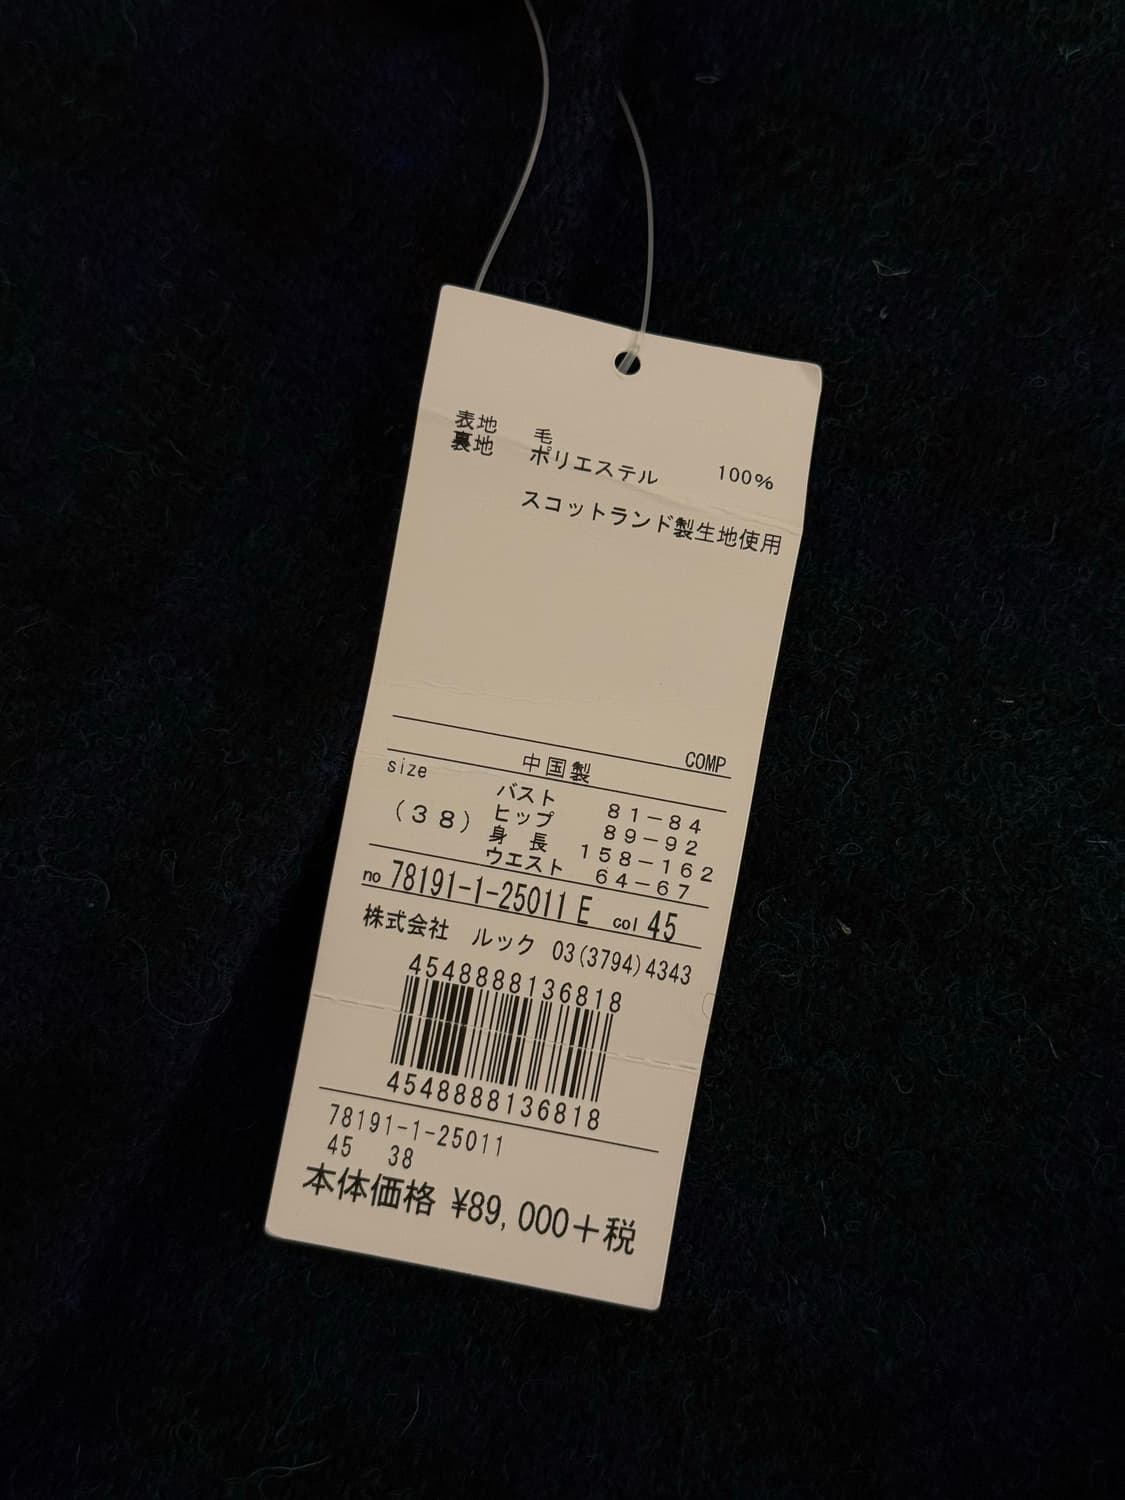 表地 毛
裏地 ポリエステル 100%
スコットランド製生地使用
COMP
size 中国製
(38)
バスト 81-84
ヒップ 89-92
身長 158-162
ウエスト 64-67
no 78191-1-25011 E col 45
株式会社 ルック 03(3794)4343
4548888136818
4548888136818
78191-1-25011
45 38
本体価格 ¥89,000+税